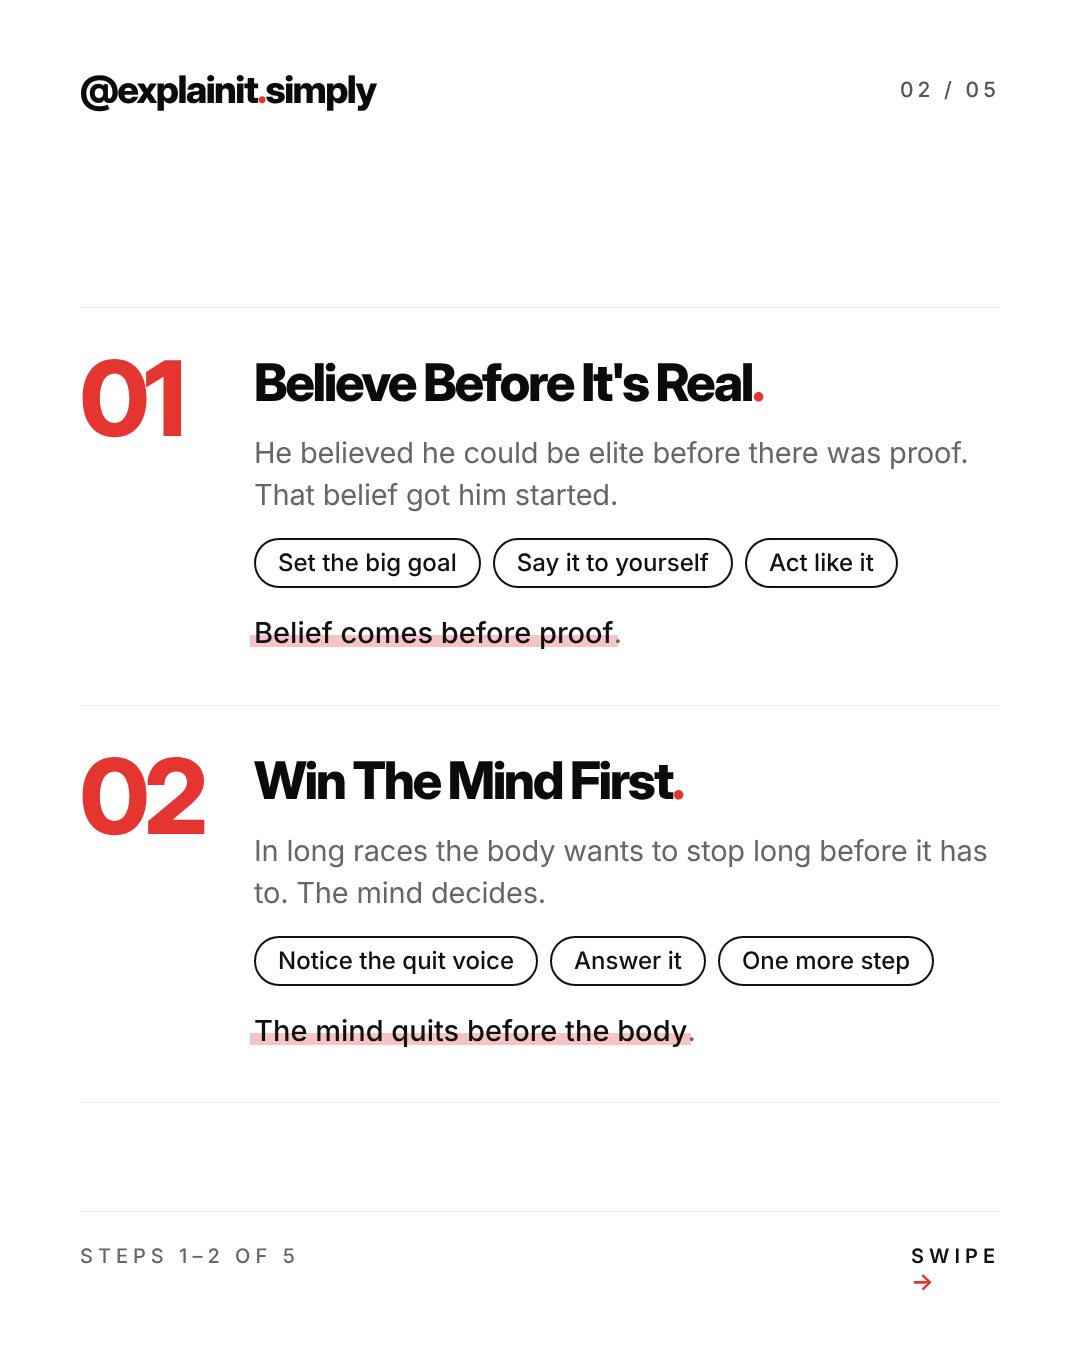 @explainit.simply
02 / 05
01
Believe Before It's Real.
He believed he could be elite before there was proof.
That belief got him started.
Set the big goal
Say it to yourself
Act like it
Belief comes before proof.
02
Win The Mind First.
In long races the body wants to stop long before it has
to. The mind decides.
Notice the quit voice
Answer it
One more step
The mind quits before the body.
STEPS 1–2 OF 5
SWIPE
→